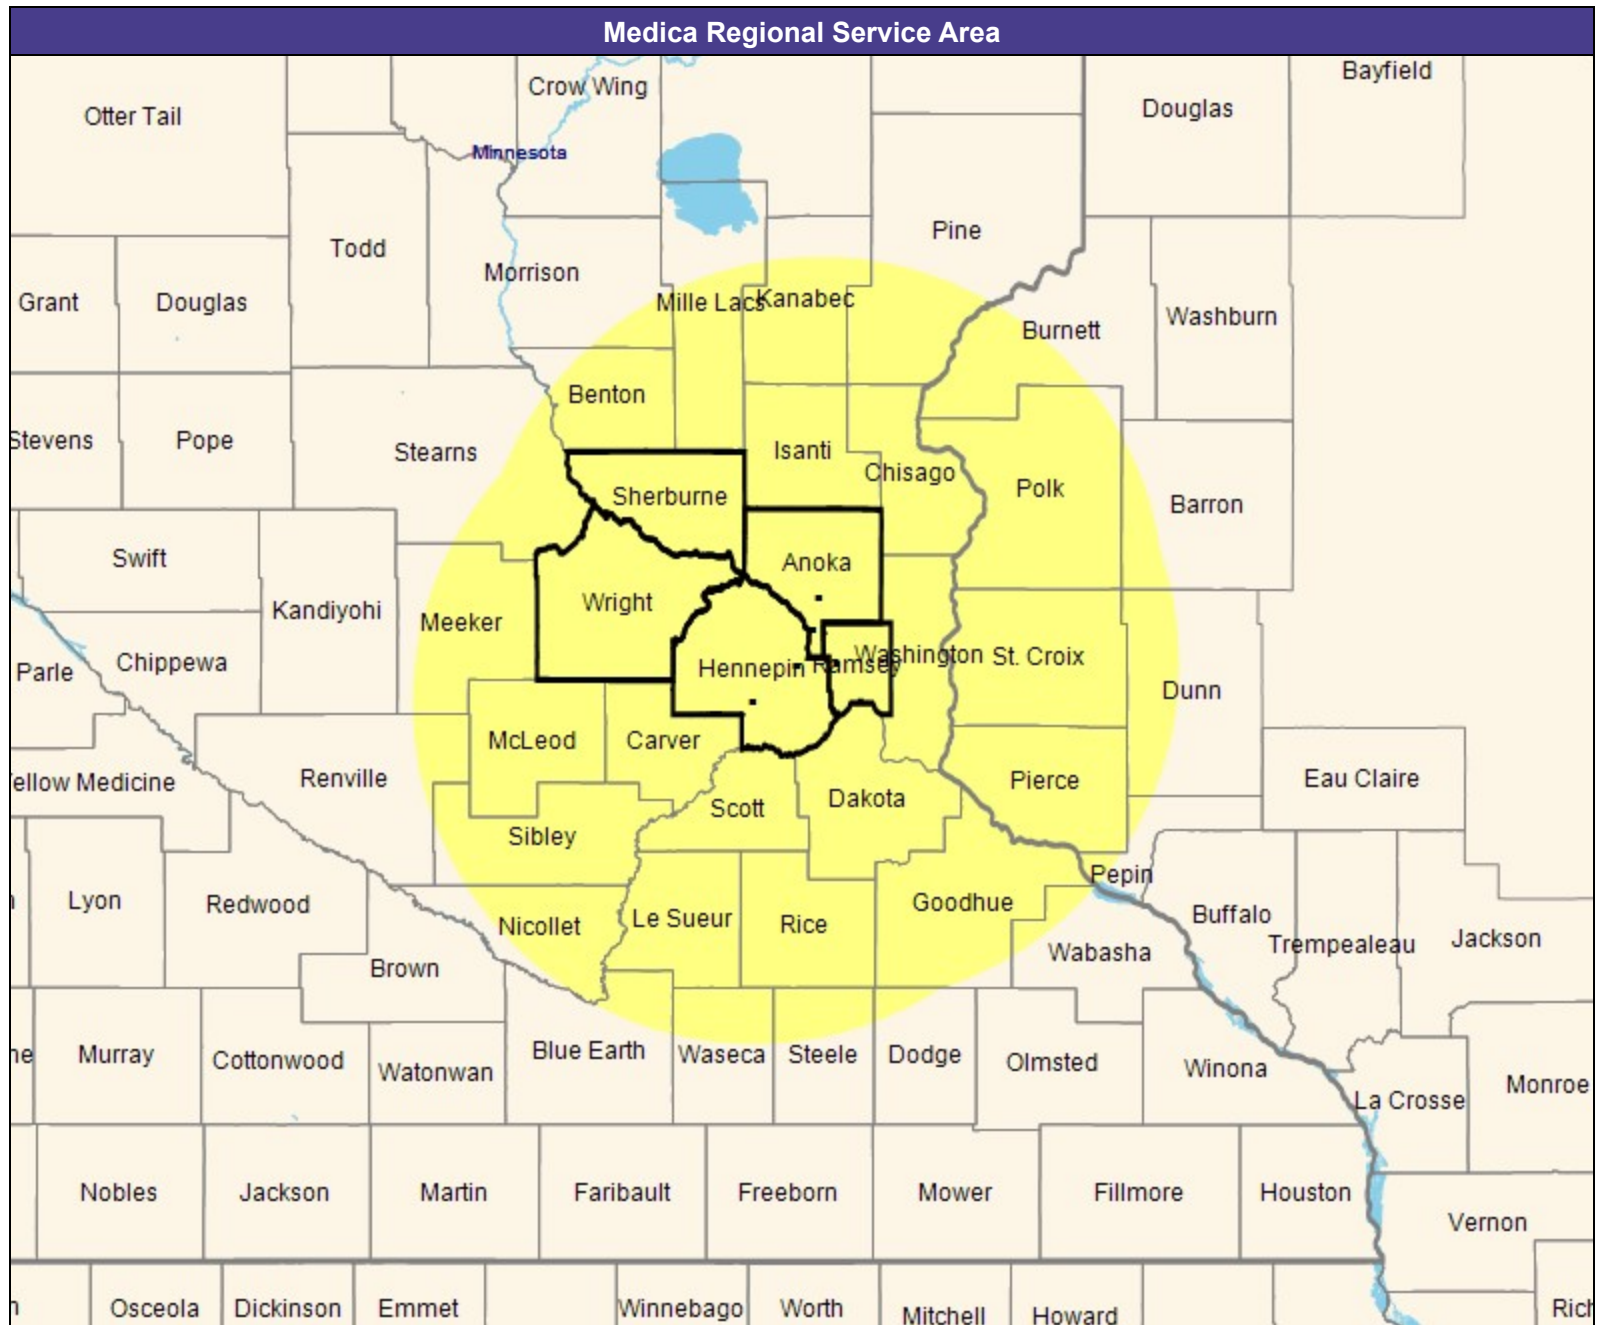 Medica Regional Service Area
Bayfield
Crow Wing
Douglas
Otter Tail
Minnesota
Pine
Todd
Morrison
Mille Lacs
Kanabec
Grant
Douglas
Washburn
Burnett
Benton
Stevens
Pope
Stearns
Isanti
Chisago
Polk
Sherburne
Barron
Swift
Anoka
Wright
Kandiyohi
Meeker
Washington
St. Croix
Chippewa
Parle
Hennepin
Ramsey
Dunn
McLeod
Carver
Renville
ellow Medicine
Pierce
Eau Claire
Dakota
Scott
Sibley
Pepin
Lyon
Redwood
Goodhue
Buffalo
Nicollet
Le Sueur
Rice
Jackson
Trempealeau
Wabasha
Brown
ne
Murray
Cottonwood
Watonwan
Blue Earth
Waseca
Steele
Dodge
Olmsted
Winona
Monroe
La Crosse
Nobles
Jackson
Martin
Faribault
Freeborn
Mower
Fillmore
Houston
Vernon
Osceola
Dickinson
Emmet
Winnebago
Worth
Mitchell
Howard
Rich